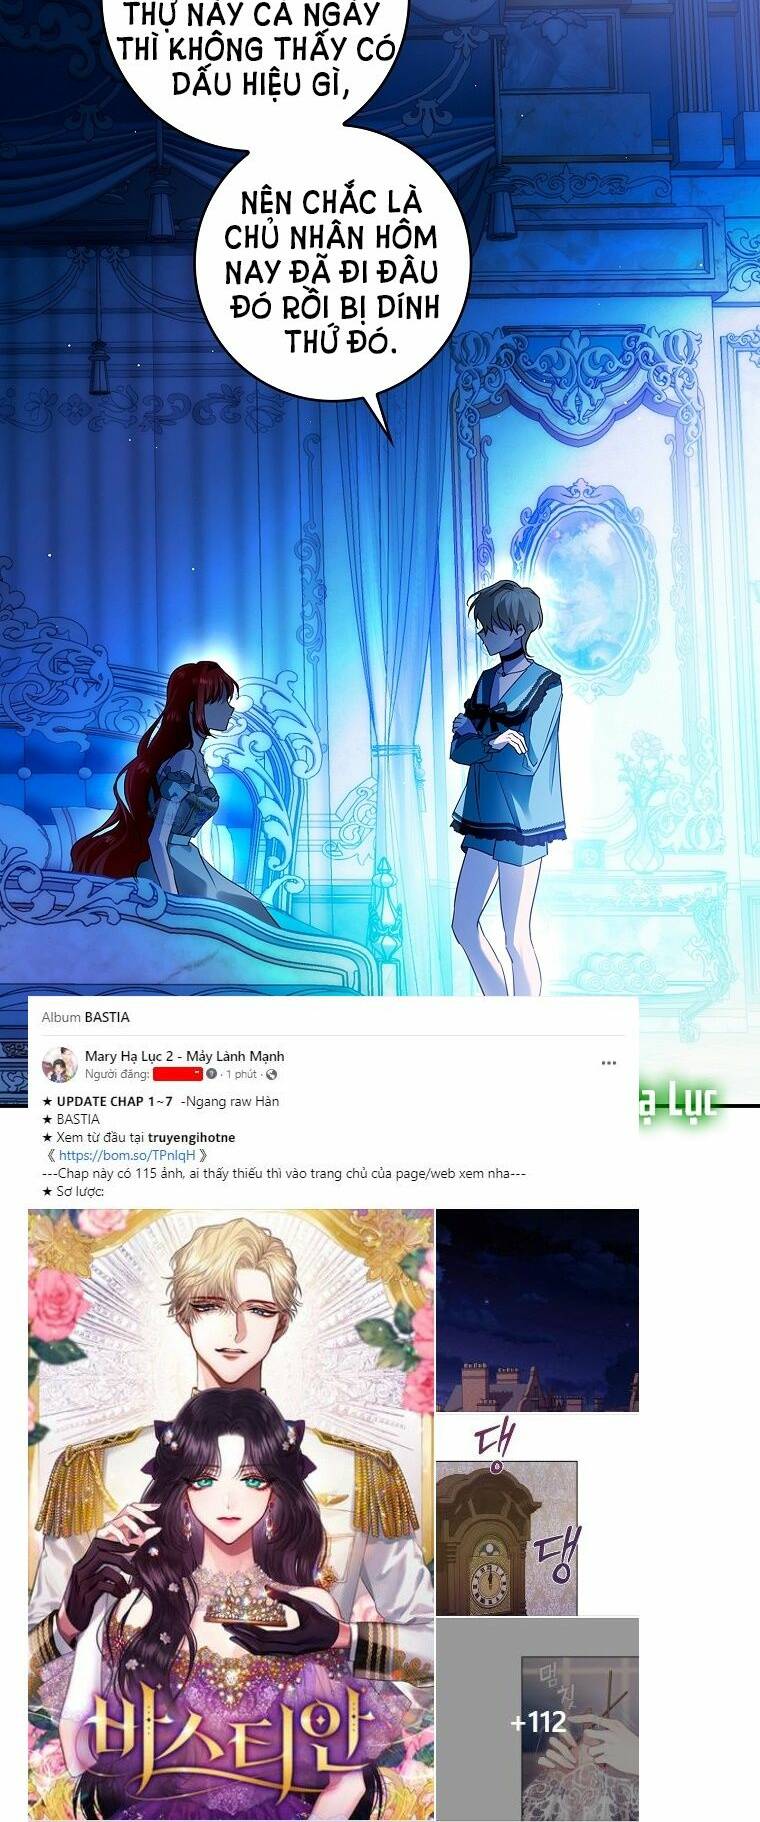 THỨ NÀY CẢ NGÀY
THÌ KHÔNG THẤY CÓ
DẤU HIỆU GÌ,
NÊN CHẮC LÀ
CHỦ NHÂN HÔM
NAY ĐÃ ĐI ĐÂU
ĐÓ RỒI BỊ DÍNH
THỨ ĐÓ.
Album BASTIA
Mary Hạ Lục 2 - Mảy Lành Mạnh
Người đăng:
· 1 phút ·
ạ Lục
★ UPDATE CHAP 1~7 -Ngang raw Hàn
★ BASTIA
★ Xem từ đầu tại truyengihotne
《 https://bom.so/TPnlqH 》
---Chap này có 115 ảnh, ai thấy thiếu thì vào trang chủ của page/web xem nha---
★ Sơ lược:
댕
댕
멈칫
+112
바스티안